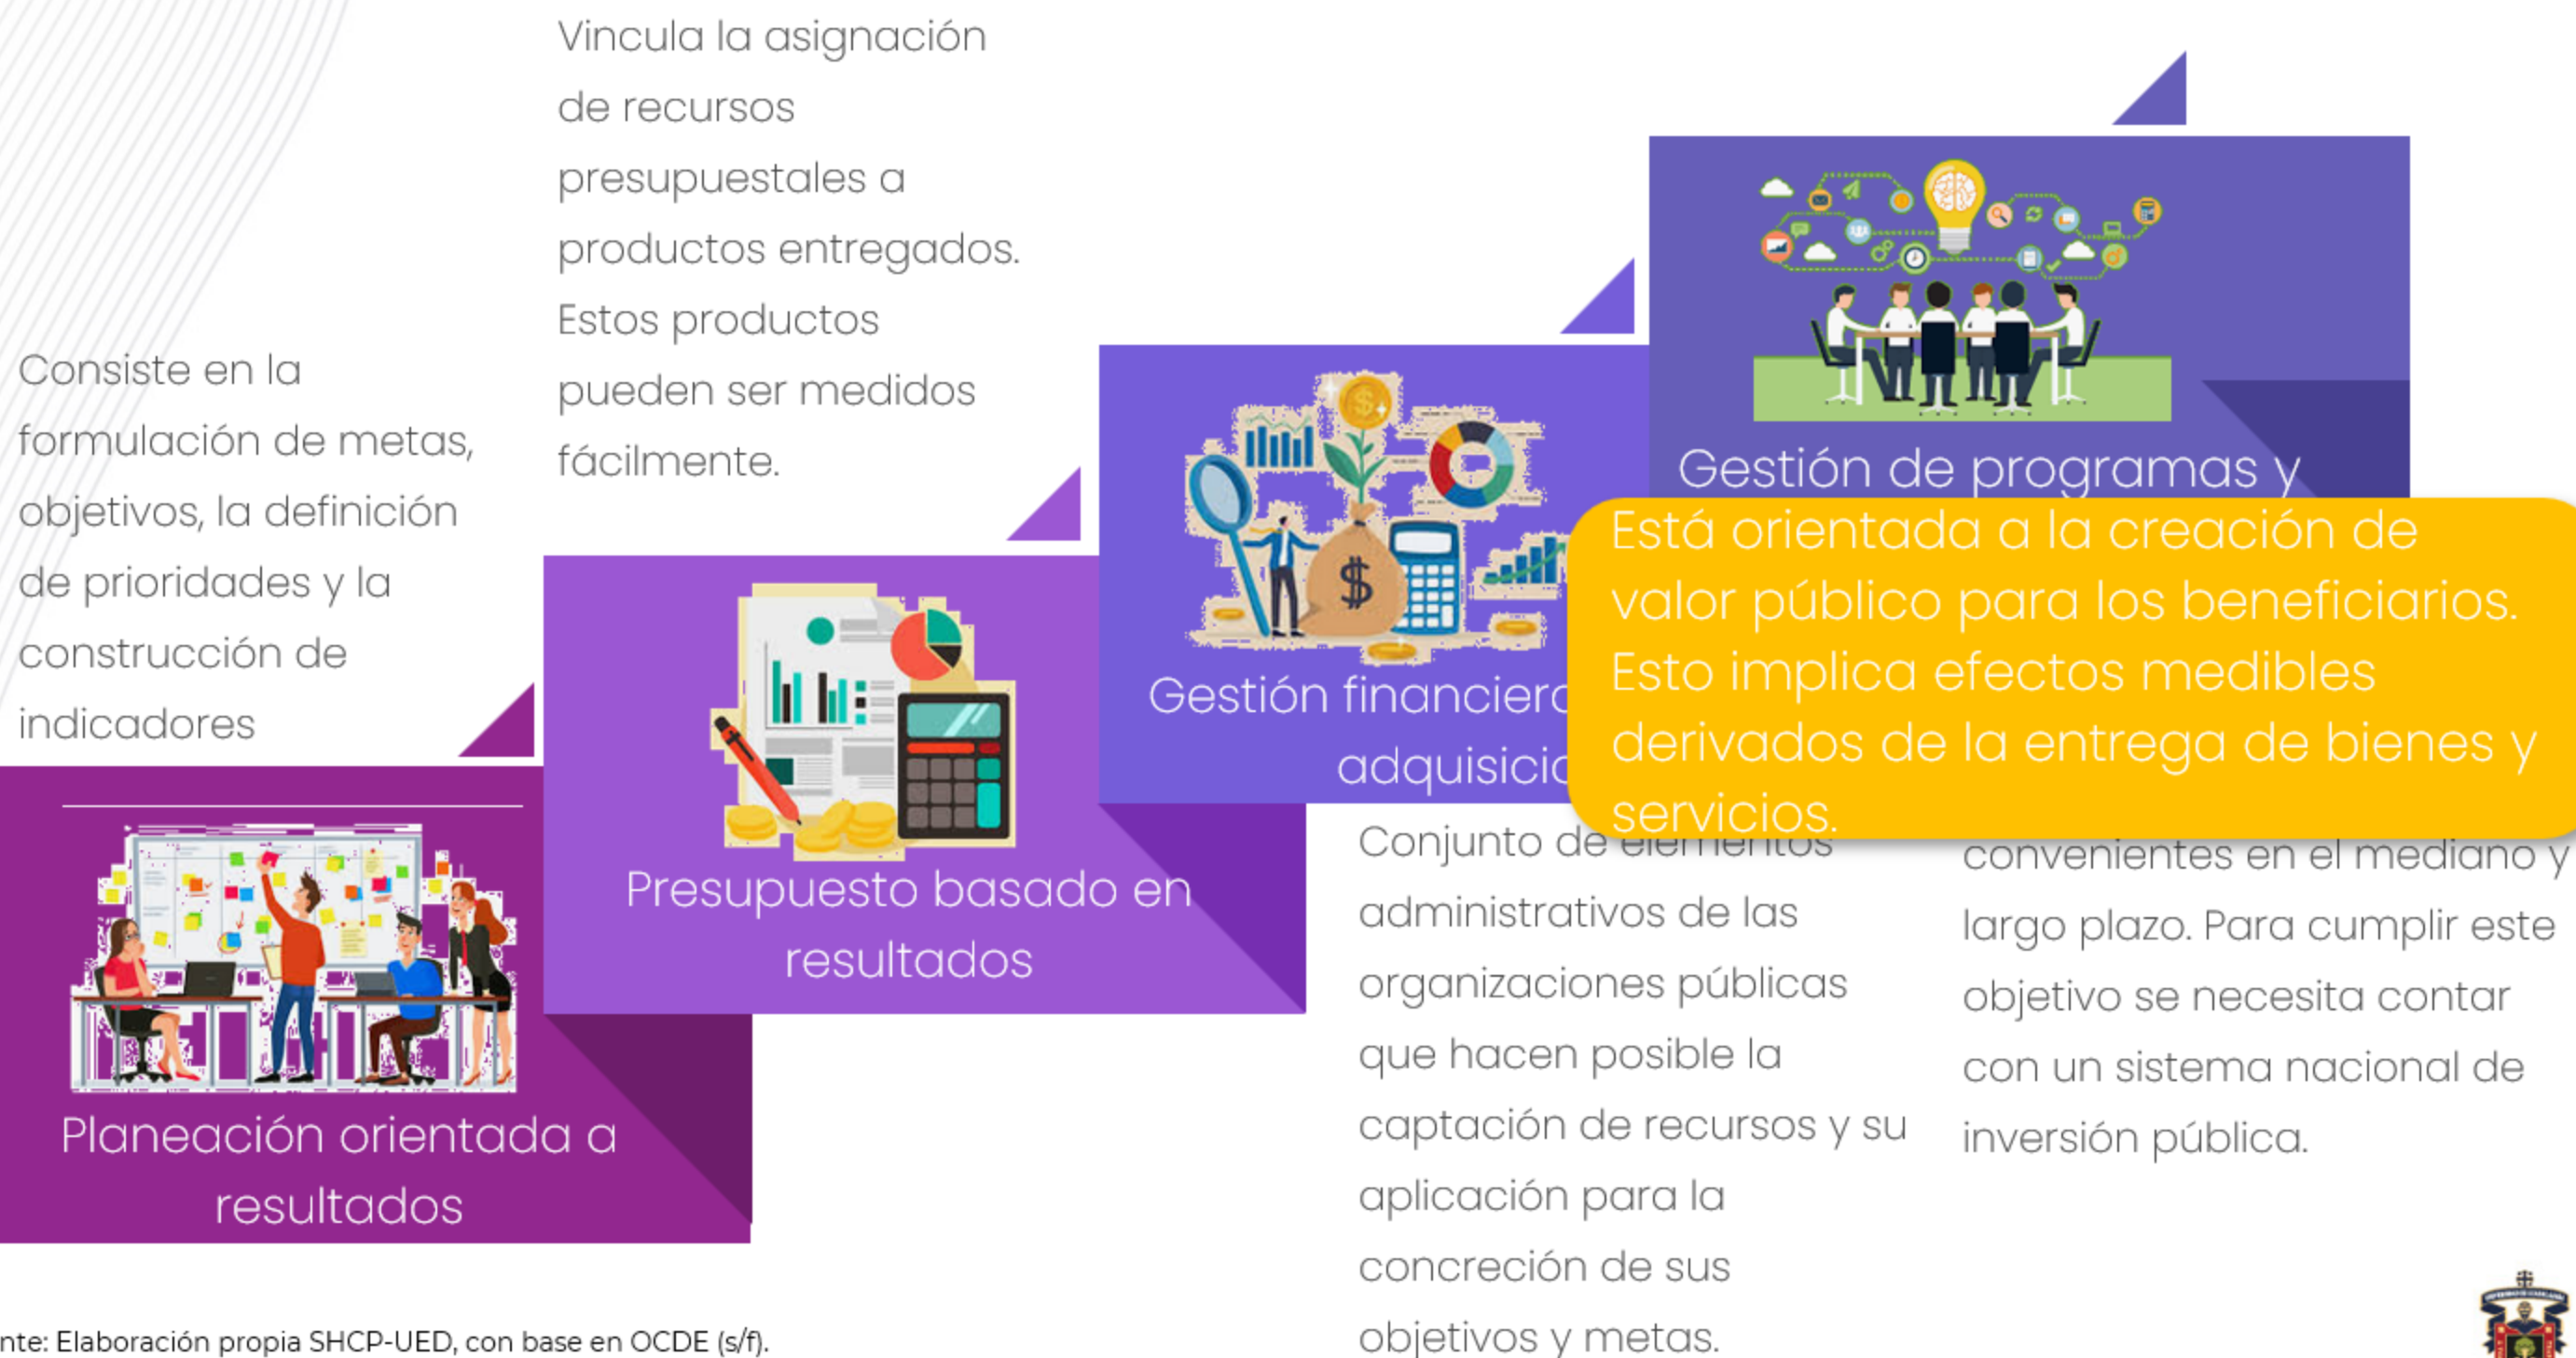 Consiste en la
formulación de metas,
objetivos, la definición
de prioridades y la
construcción de
indicadores
Planeación orientada a
resultados
Vincula la asignación
de recursos
presupuestales a
productos entregados.
Estos productos
pueden ser medidos
fácilmente.
Presupuesto basado en
resultados
Gestión
Conjunto de elementos
administrativos de las
organizaciones públicas
que hacen posible la
captación de recursos y su
aplicación para la
concreción de sus
objetivos y metas.
Gestión de programas y
Está orientada a la creación de
valor público para los beneficiarios.
Esto implica efectos medibles
derivados de la entrega de bienes y
servicios.
convenientes en el mediano y
largo plazo. Para cumplir este
objetivo se necesita contar
con un sistema nacional de
inversión pública.
nte: Elaboración propia SHCP-UED, con base en OCDE (s/f).